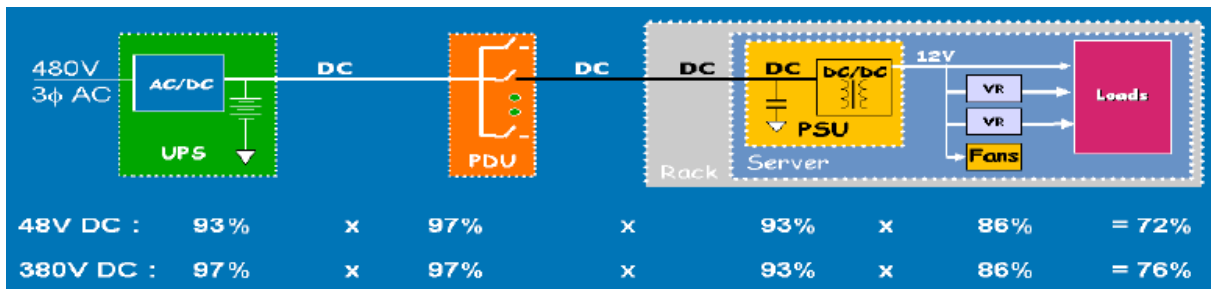 480V
3ϕ AC
AC/DC
UPS
DC
PDU
DC
DC
DC
DC/DC
PSU
12V
VR
VR
Fans
Loads
Server
Rack
48V DC : 93% x 97% x 93% x 86% = 72%
380V DC : 97% x 97% x 93% x 86% = 76%